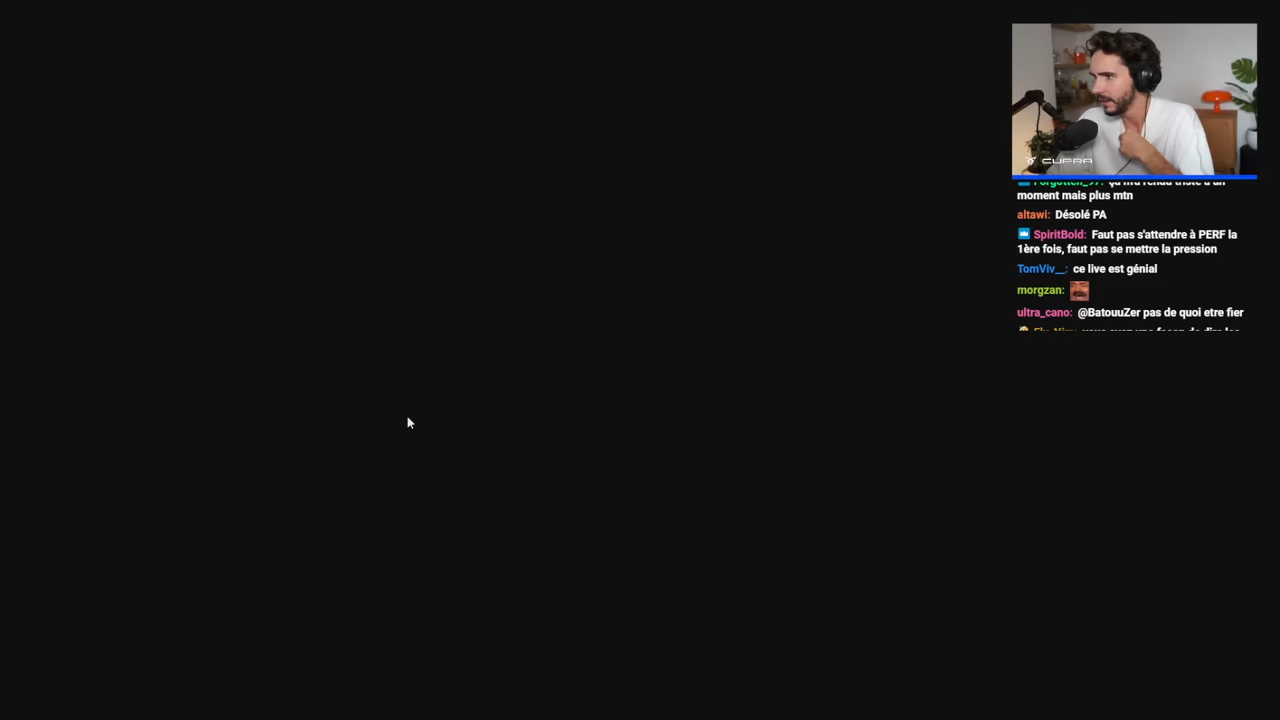 CUPRA
moment mais plus mtn
altawi: Désolé PA
SpiritBold: Faut pas s'attendre à PERF la
1ère fois, faut pas se mettre la pression
TomViv__: ce live est génial
morgzan:
ultra_cano: @BatouuZer pas de quoi etre fier